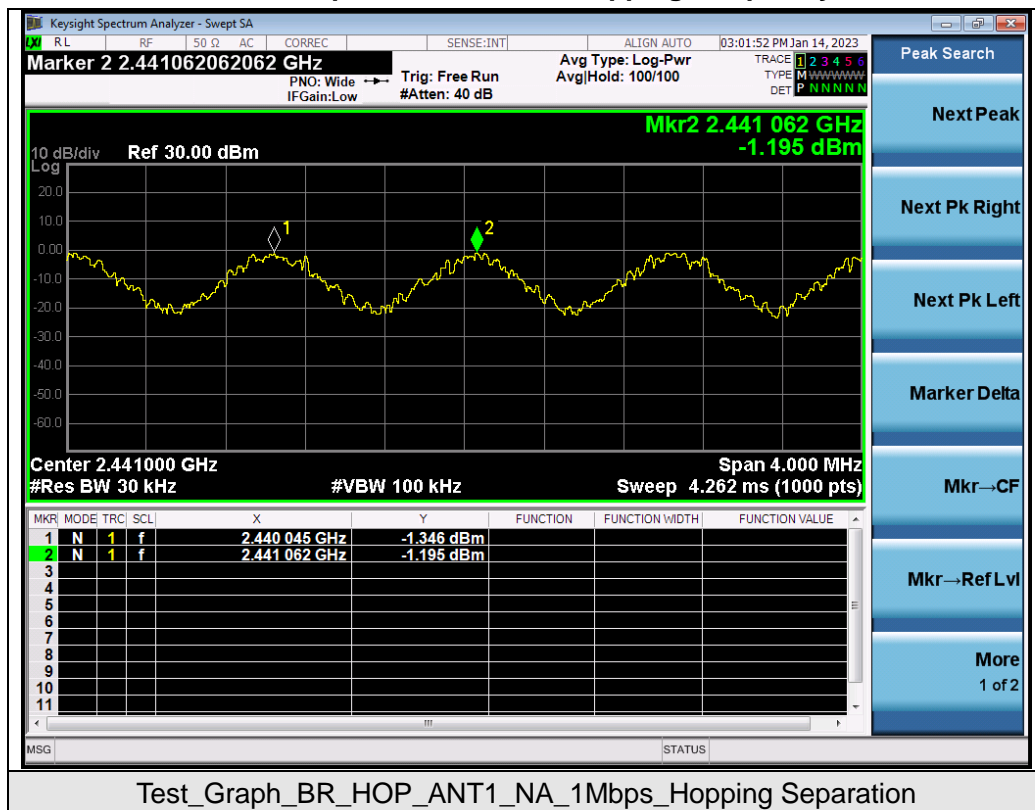 Keysight Spectrum Analyzer - Swept SA
LXI RL RF 50 Ω AC CORREC SENSE:INT ALIGN AUTO 03:01:52 PM Jan 14, 2023
Marker 2 2.441062062062 GHz
PNO: Wide
IFGain:Low
Trig: Free Run
#Atten: 40 dB
Avg Type: Log-Pwr
Avg|Hold: 100/100
TRACE 1 2 3 4 5 6
TYPE M W W W W W
DET P N N N N N
Mkr2 2.441 062 GHz
-1.195 dBm
10 dB/div Ref 30.00 dBm
Log
20.0
10.0
0.00
-10.0
-20.0
-30.0
-40.0
-50.0
-60.0
1
2
Center 2.441000 GHz Span 4.000 MHz
#Res BW 30 kHz #VBW 100 kHz Sweep 4.262 ms (1000 pts)
MKR MODE TRC SCL X Y FUNCTION FUNCTION WIDTH FUNCTION VALUE
1 N 1 f 2.440 045 GHz -1.346 dBm
2 N 1 f 2.441 062 GHz -1.195 dBm
3
4
5
6
7
8
9
10
11
MSG STATUS
Peak Search
Next Peak
Next Pk Right
Next Pk Left
Marker Delta
Mkr→CF
Mkr→Ref Lvl
More
1 of 2
Test_Graph_BR_HOP_ANT1_NA_1Mbps_Hopping Separation